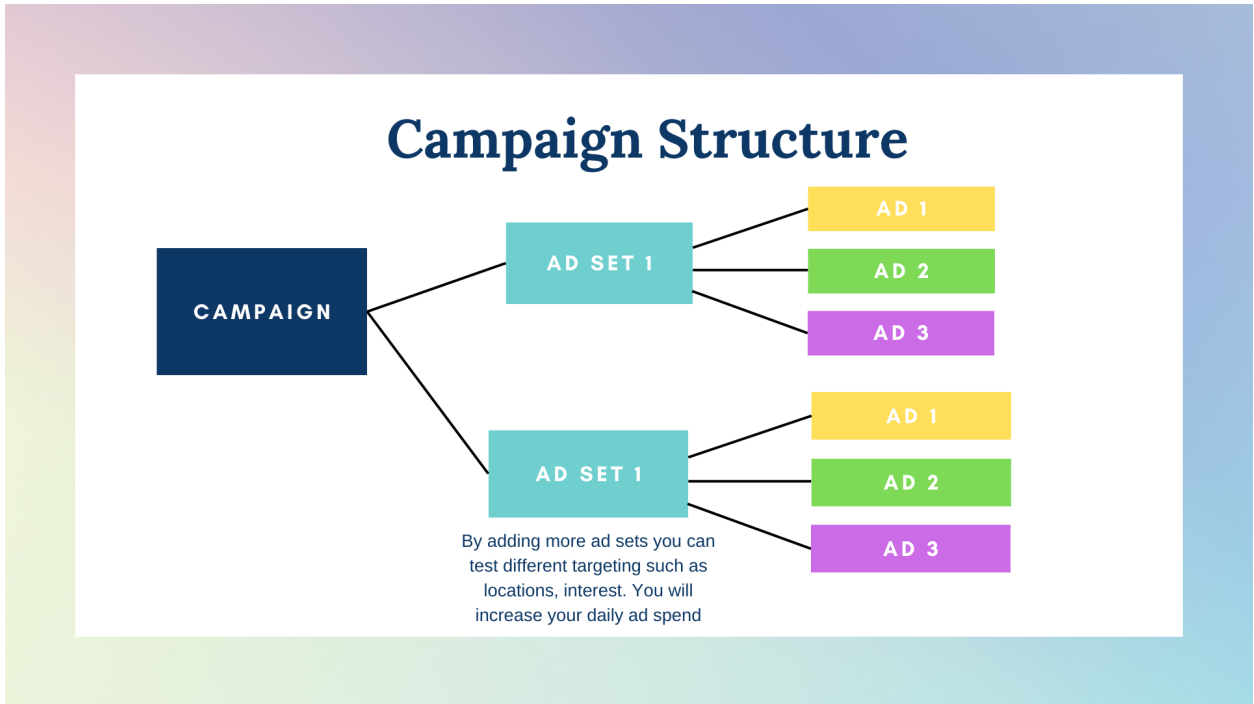 Campaign Structure
CAMPAIGN
AD SET 1
AD 1
AD 2
AD 3
AD SET 1
AD 1
AD 2
AD 3
By adding more ad sets you can
test different targeting such as
locations, interest. You will
increase your daily ad spend